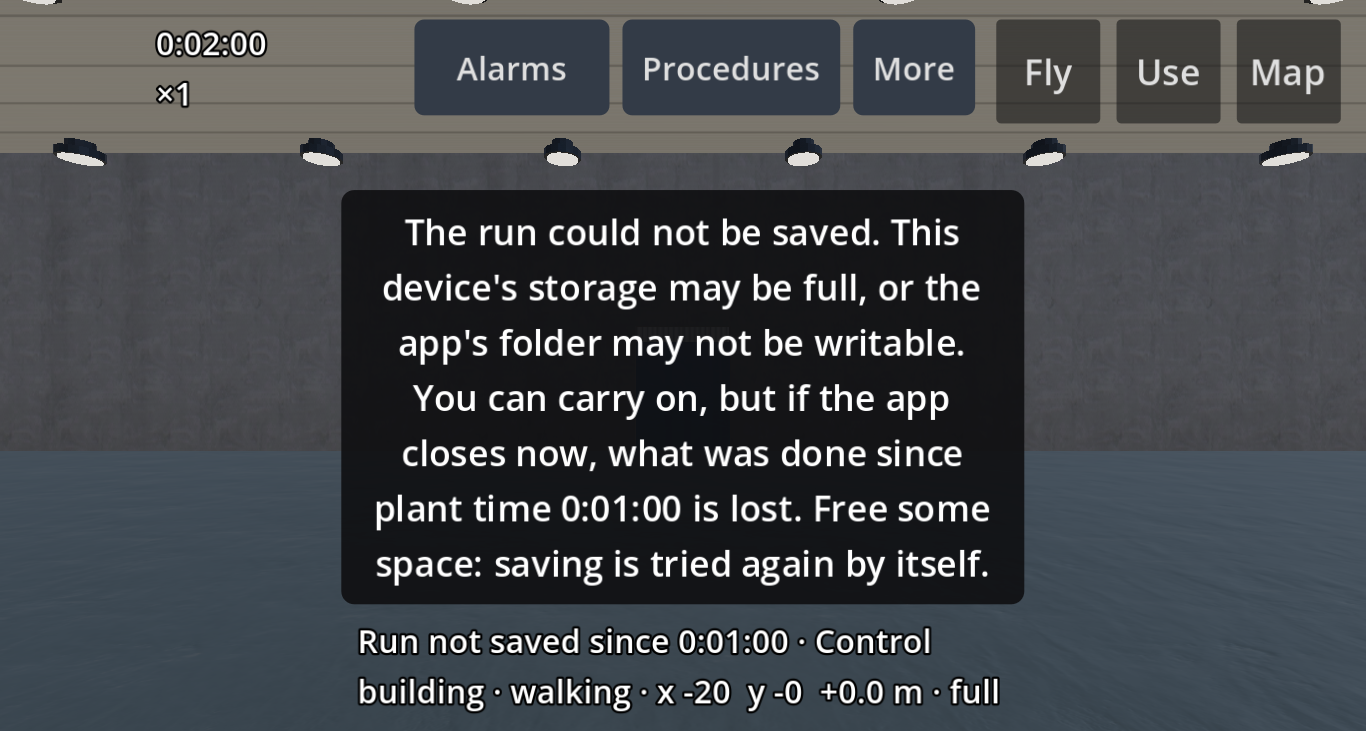 0:02:00
×1
Alarms
Procedures
More
Fly
Use
Map
The run could not be saved. This
device's storage may be full, or the
app's folder may not be writable.
You can carry on, but if the app
closes now, what was done since
plant time 0:01:00 is lost. Free some
space: saving is tried again by itself.
Run not saved since 0:01:00 · Control
building · walking · x -20 y -0 +0.0 m · full